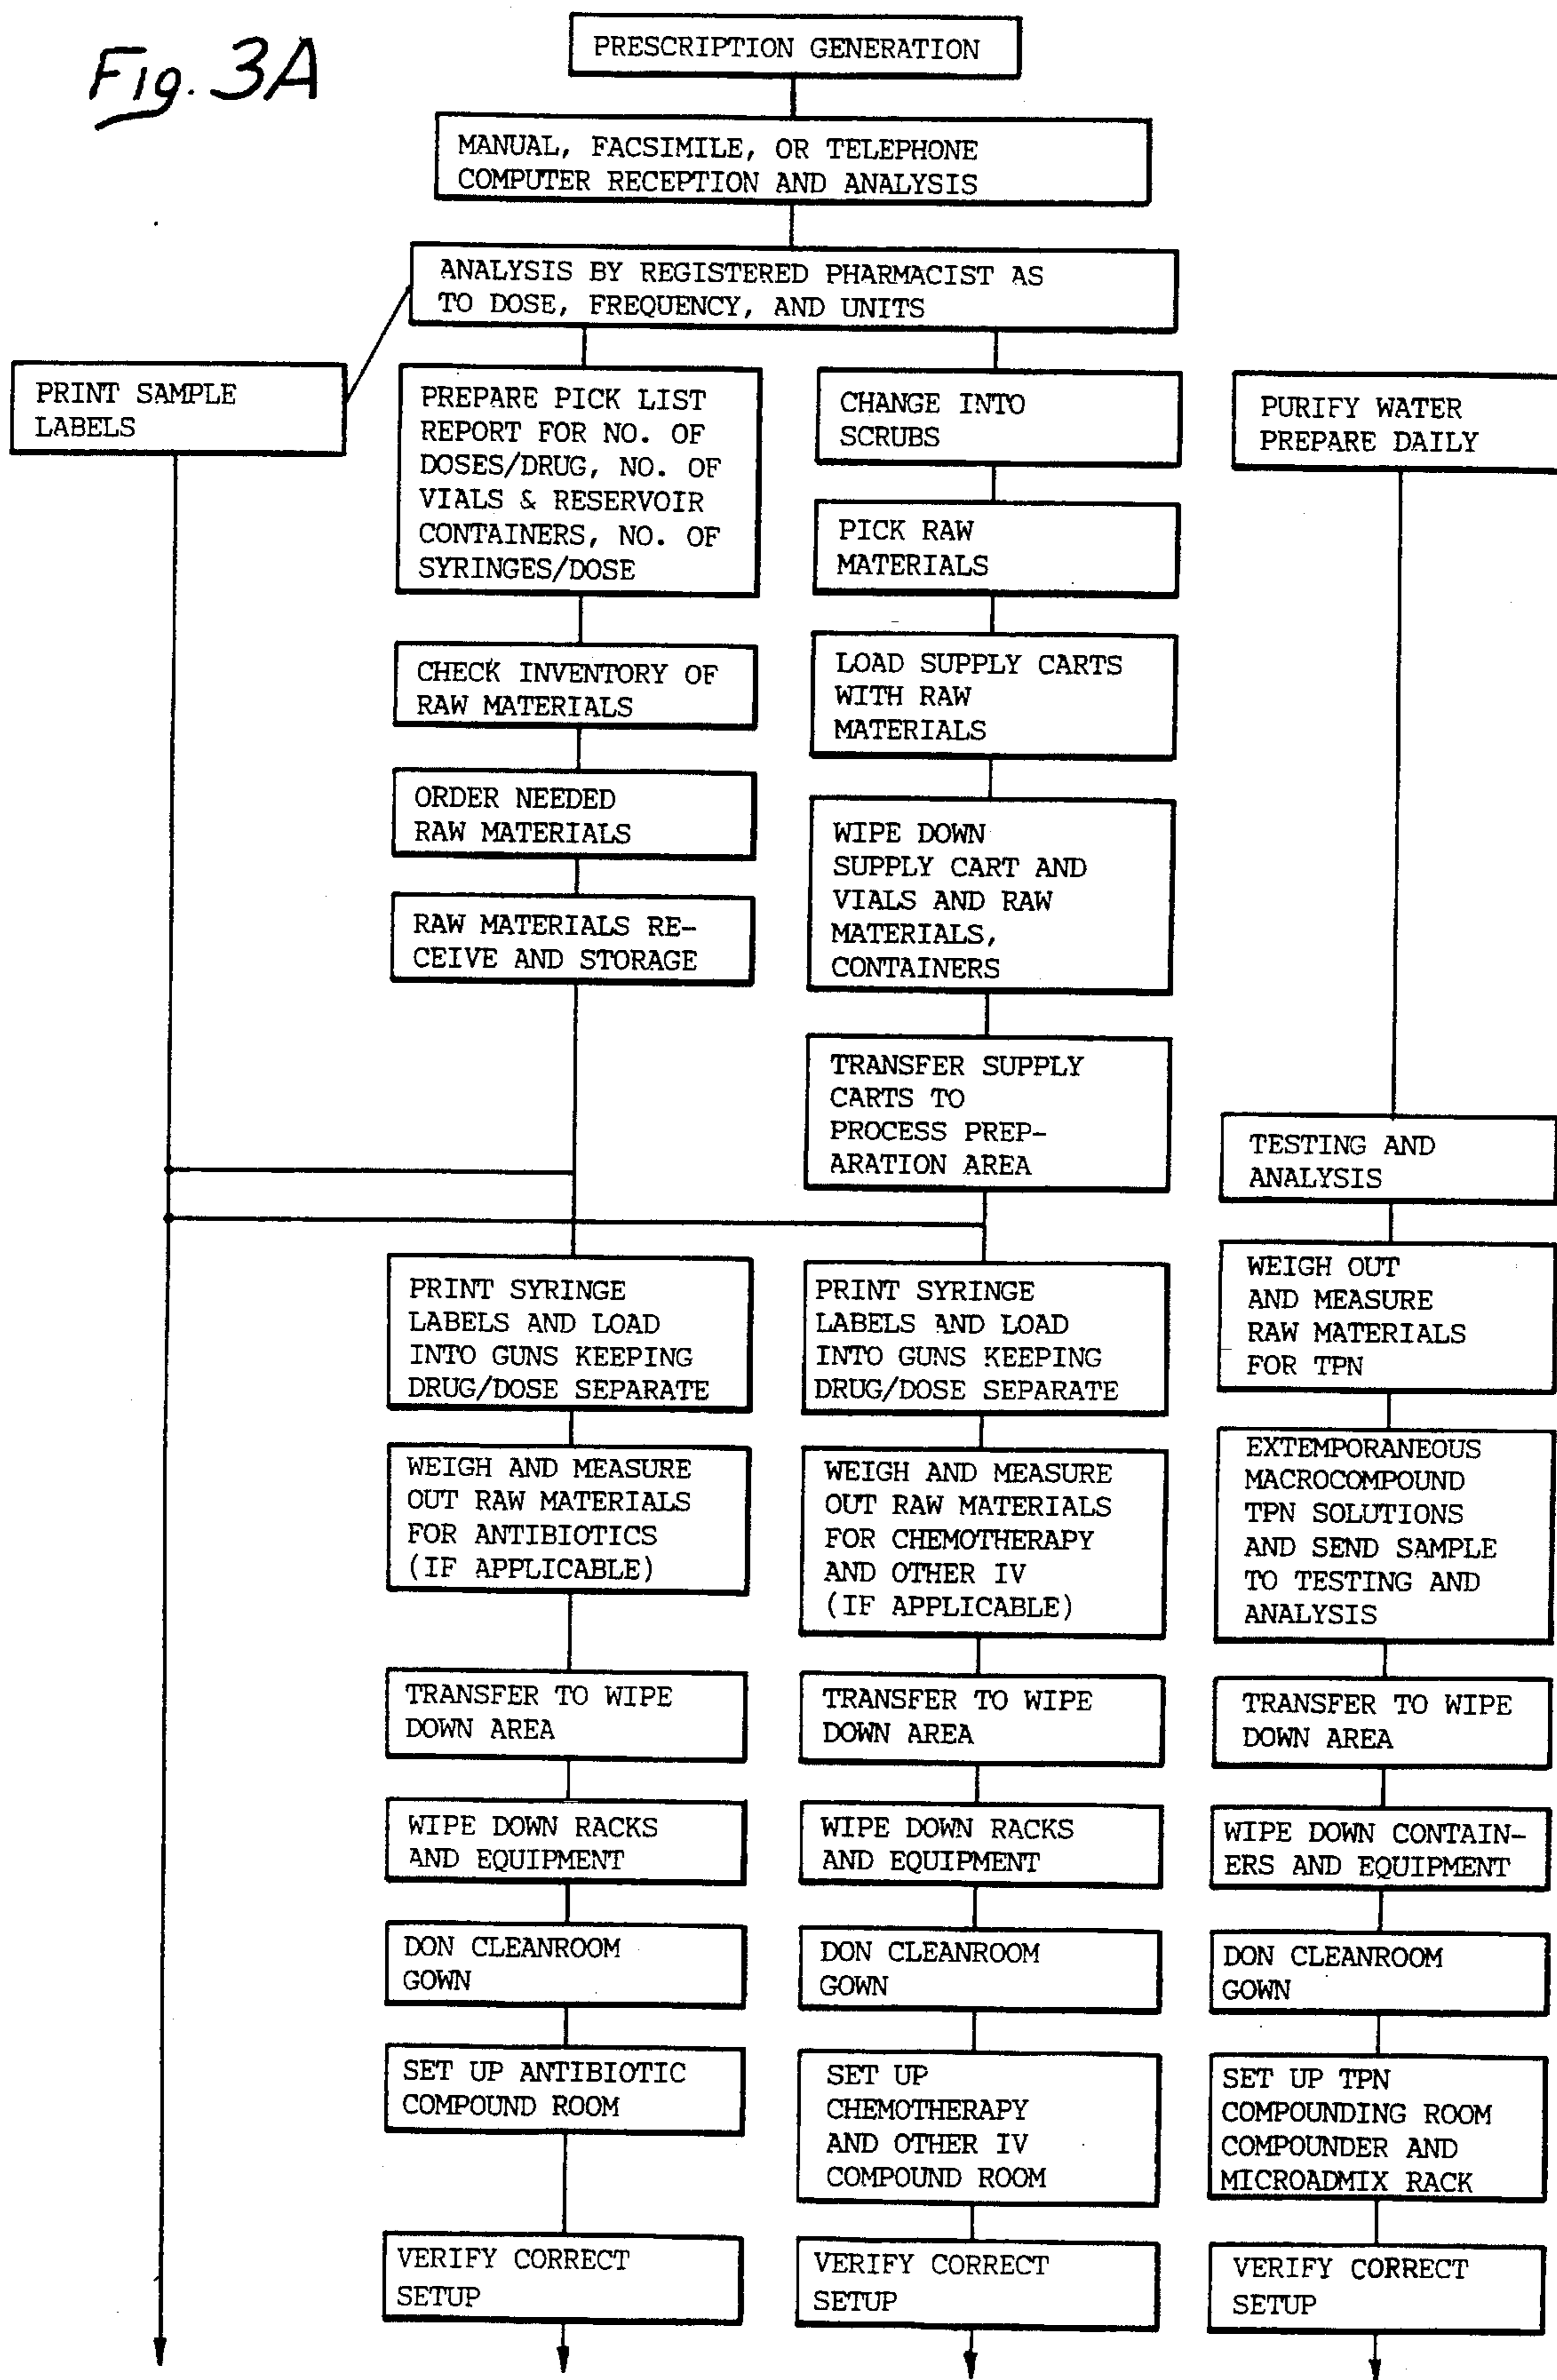 Fig. 3A
PRESCRIPTION GENERATION
MANUAL, FACSIMILE, OR TELEPHONE
COMPUTER RECEPTION AND ANALYSIS
ANALYSIS BY REGISTERED PHARMACIST AS
TO DOSE, FREQUENCY, AND UNITS
PRINT SAMPLE
LABELS
PREPARE PICK LIST
REPORT FOR NO. OF
DOSES/DRUG, NO. OF
VIALS & RESERVOIR
CONTAINERS, NO. OF
SYRINGES/DOSE
CHECK INVENTORY OF
RAW MATERIALS
ORDER NEEDED
RAW MATERIALS
RAW MATERIALS RE-
CEIVE AND STORAGE
CHANGE INTO
SCRUBS
PICK RAW
MATERIALS
LOAD SUPPLY CARTS
WITH RAW
MATERIALS
WIPE DOWN
SUPPLY CART AND
VIALS AND RAW
MATERIALS,
CONTAINERS
TRANSFER SUPPLY
CARTS TO
PROCESS PREP-
ARATION AREA
PURIFY WATER
PREPARE DAILY
TESTING AND
ANALYSIS
PRINT SYRINGE
LABELS AND LOAD
INTO GUNS KEEPING
DRUG/DOSE SEPARATE
WEIGH AND MEASURE
OUT RAW MATERIALS
FOR ANTIBIOTICS
(IF APPLICABLE)
TRANSFER TO WIPE
DOWN AREA
WIPE DOWN RACKS
AND EQUIPMENT
DON CLEANROOM
GOWN
SET UP ANTIBIOTIC
COMPOUND ROOM
VERIFY CORRECT
SETUP
PRINT SYRINGE
LABELS AND LOAD
INTO GUNS KEEPING
DRUG/DOSE SEPARATE
WEIGH AND MEASURE
OUT RAW MATERIALS
FOR CHEMOTHERAPY
AND OTHER IV
(IF APPLICABLE)
TRANSFER TO WIPE
DOWN AREA
WIPE DOWN RACKS
AND EQUIPMENT
DON CLEANROOM
GOWN
SET UP
CHEMOTHERAPY
AND OTHER IV
COMPOUND ROOM
VERIFY CORRECT
SETUP
WEIGH OUT
AND MEASURE
RAW MATERIALS
FOR TPN
EXTEMPORANEOUS
MACROCOMPOUND
TPN SOLUTIONS
AND SEND SAMPLE
TO TESTING AND
ANALYSIS
TRANSFER TO WIPE
DOWN AREA
WIPE DOWN CONTAIN-
ERS AND EQUIPMENT
DON CLEANROOM
GOWN
SET UP TPN
COMPOUNDING ROOM
COMPOUNDER AND
MICROADMIX RACK
VERIFY CORRECT
SETUP